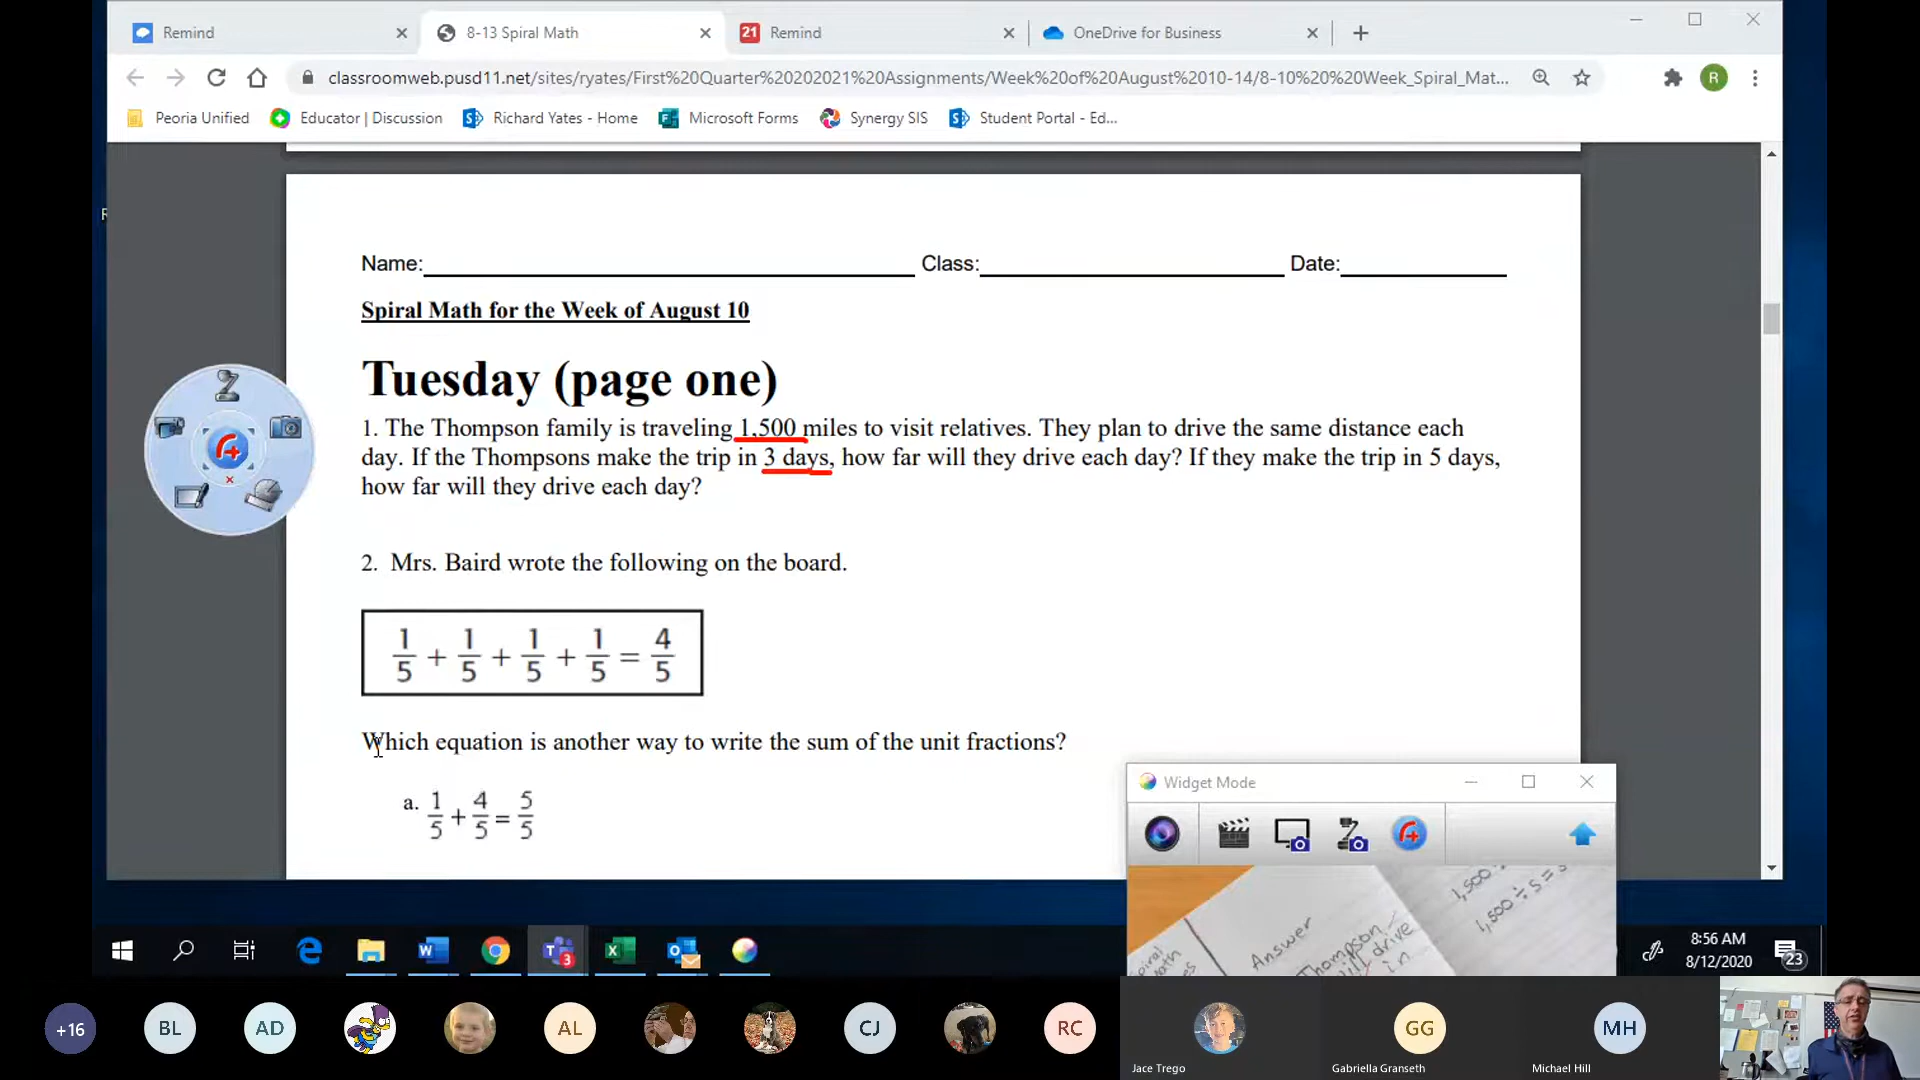 Remind
8-13 Spiral Math
21 Remind
OneDrive for Business
classroomweb.pusd11.net/sites/ryates/First%20Quarter%20202021%20Assignments/Week%20of%20August%2010-14/8-10%20%20Week_Spiral_Mat...
R
Peoria Unified
Educator | Discussion
Richard Yates - Home
Microsoft Forms
Synergy SIS
Student Portal - Ed...
Name: Class: Date:
Spiral Math for the Week of August 10
Tuesday (page one)
1. The Thompson family is traveling 1,500 miles to visit relatives. They plan to drive the same distance each
day. If the Thompsons make the trip in 3 days, how far will they drive each day? If they make the trip in 5 days,
how far will they drive each day?
2. Mrs. Baird wrote the following on the board.
1/5 + 1/5 + 1/5 + 1/5 = 4/5
Which equation is another way to write the sum of the unit fractions?
a. 1/5 + 4/5 = 5/5
Widget Mode
1,500
1,500 ÷ 5 =
Answer
Thompson
drive
in
8:56 AM
8/12/2020
3
23
+16
BL
AD
AL
CJ
RC
GG
MH
Jace Trego
Gabriella Granseth
Michael Hill